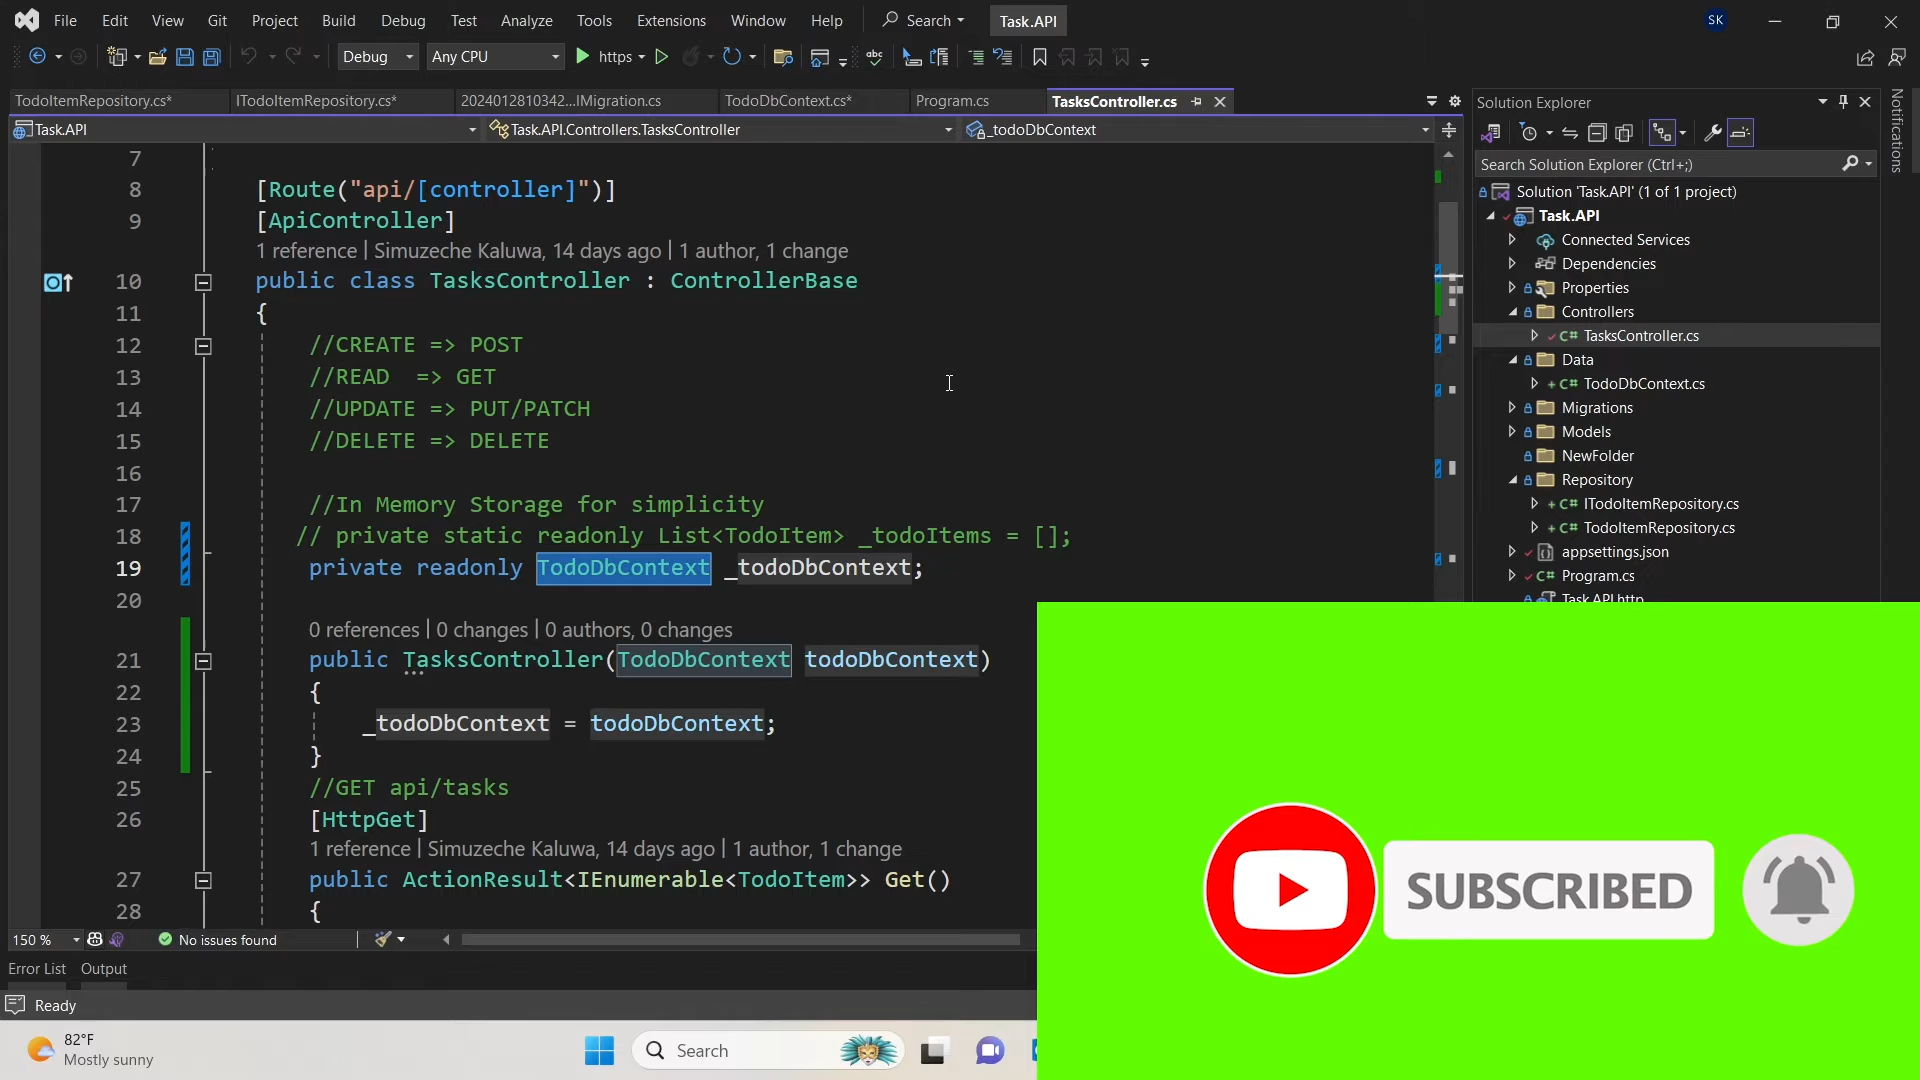 File Edit View Git Project Build Debug Test Analyze Tools Extensions Window Help Search Task.API SK
Debug Any CPU https
TodoItemRepository.cs* ITodoItemRepository.cs* 2024012810342...lMigration.cs TodoDbContext.cs* Program.cs TasksController.cs
Task.API Task.API.Controllers.TasksController _todoDbContext
7
8 [Route("api/[controller]")]
9 [ApiController]
1 reference | Simuzeche Kaluwa, 14 days ago | 1 author, 1 change
10 public class TasksController : ControllerBase
11 {
12 //CREATE => POST
13 //READ  => GET
14 //UPDATE => PUT/PATCH
15 //DELETE => DELETE
16
17 //In Memory Storage for simplicity
18 // private static readonly List<TodoItem> _todoItems = [];
19 private readonly TodoDbContext _todoDbContext;
20
0 references | 0 changes | 0 authors, 0 changes
21 public TasksController(TodoDbContext todoDbContext)
22 {
23 _todoDbContext = todoDbContext;
24 }
25 //GET api/tasks
26 [HttpGet]
1 reference | Simuzeche Kaluwa, 14 days ago | 1 author, 1 change
27 public ActionResult<IEnumerable<TodoItem>> Get()
28 {
150 % No issues found
Error List Output
Ready
Solution Explorer
Search Solution Explorer (Ctrl+;)
Solution 'Task.API' (1 of 1 project)
Task.API
Connected Services
Dependencies
Properties
Controllers
C# TasksController.cs
Data
C# TodoDbContext.cs
Migrations
Models
NewFolder
Repository
C# ITodoItemRepository.cs
C# TodoItemRepository.cs
appsettings.json
C# Program.cs
Task.API.http
Notifications
SUBSCRIBED
82°F
Mostly sunny
Search